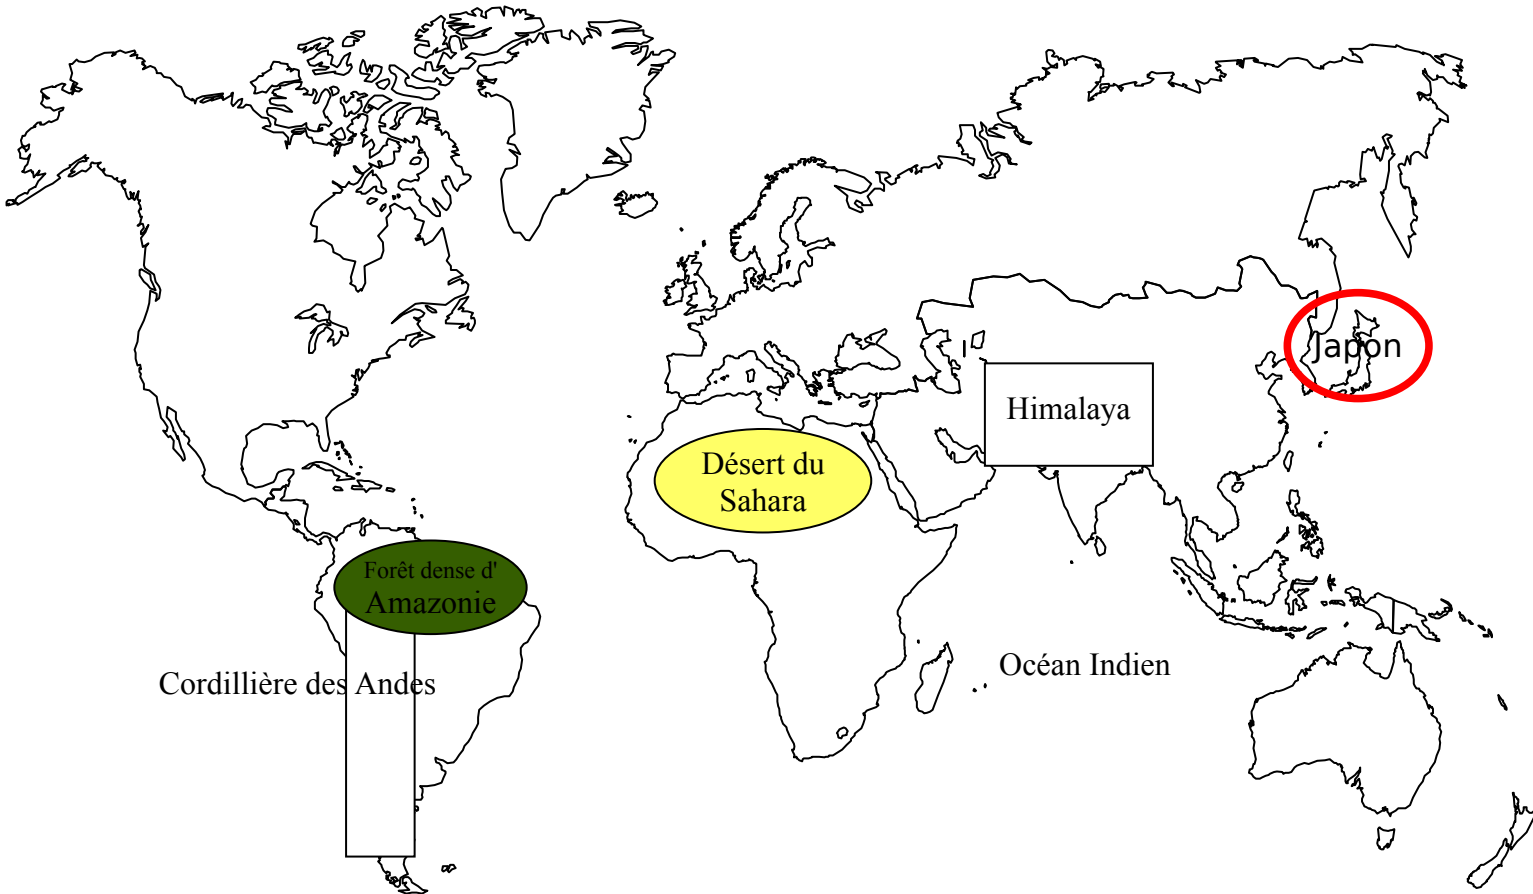 Japon
Himalaya
Désert du
Sahara
Forêt dense d'
Amazonie
Océan Indien
Cordillière des Andes